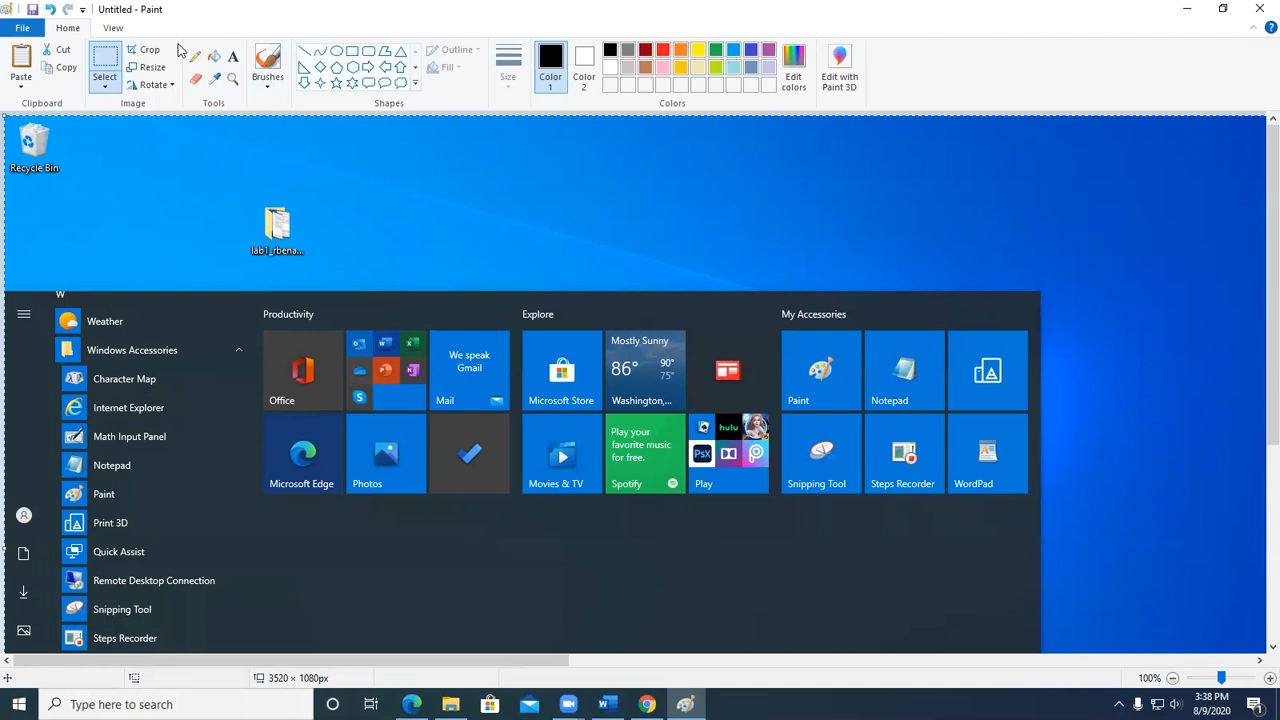 Untitled - Paint
File
Home
View
Paste
Cut
Copy
Clipboard
Select
Crop
Resize
Rotate
Image
A
Tools
Brushes
Shapes
Outline
Fill
Size
Color 1
Color 2
Colors
Edit colors
Edit with Paint 3D
Recycle Bin
lab1_rbena...
W
Weather
Windows Accessories
Character Map
Internet Explorer
Math Input Panel
Notepad
Paint
Print 3D
Quick Assist
Remote Desktop Connection
Snipping Tool
Steps Recorder
Productivity
Office
We speak Gmail
Mail
Microsoft Edge
Photos
Explore
Microsoft Store
Mostly Sunny
86° 90° 75°
Washington,...
Movies & TV
Play your favorite music for free.
Spotify
hulu
PsX
Play
My Accessories
Paint
Notepad
Snipping Tool
Steps Recorder
WordPad
3520 × 1080px
100%
Type here to search
3:38 PM
8/9/2020